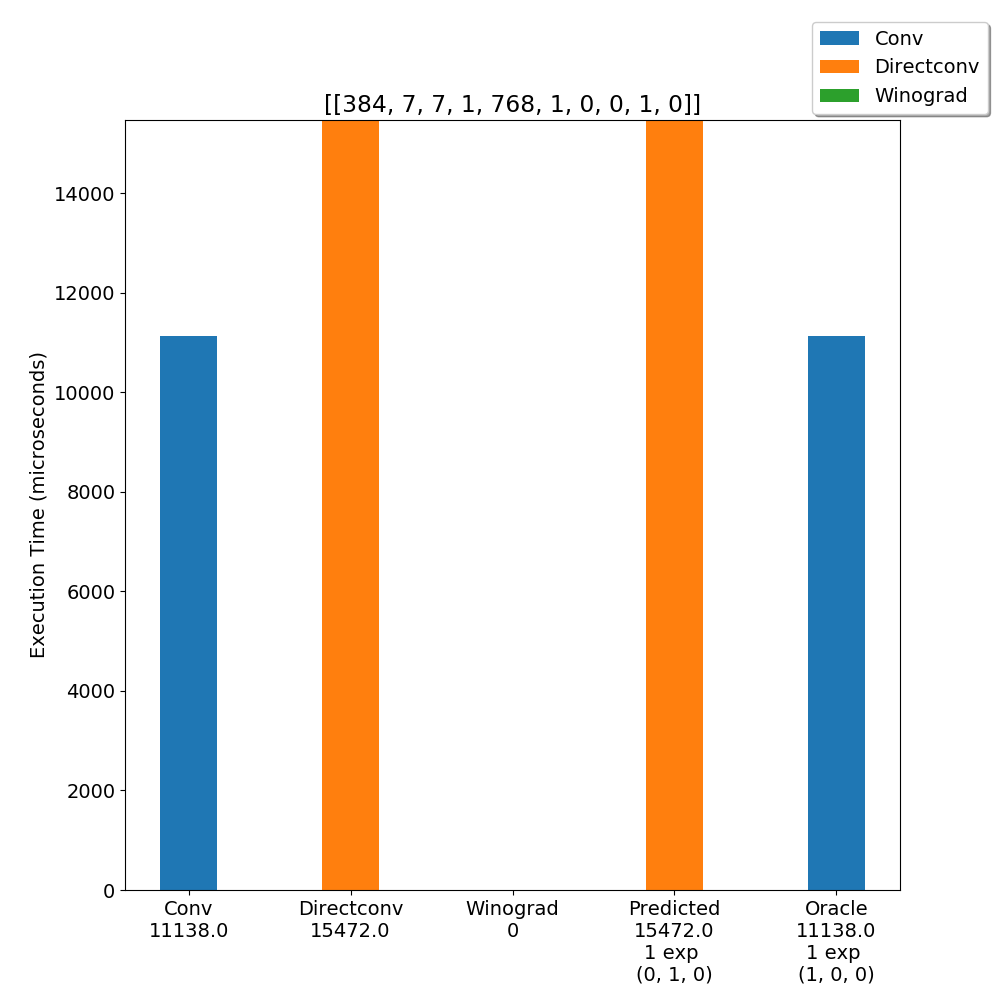 Conv
Directconv
Winograd
[[384, 7, 7, 1, 768, 1, 0, 0, 1, 0]]
Execution Time (microseconds)
14000
12000
10000
8000
6000
4000
2000
0
Conv
11138.0
Directconv
15472.0
Winograd
0
Predicted
15472.0
1 exp
(0, 1, 0)
Oracle
11138.0
1 exp
(1, 0, 0)